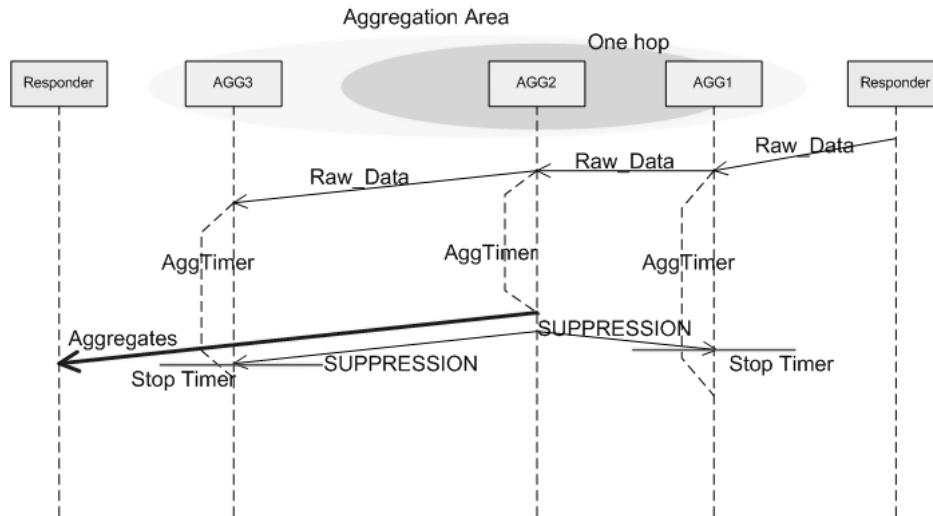 Aggregation Area
One hop
Responder
AGG3
AGG2
AGG1
Responder
Raw_Data
Raw_Data
Raw_Data
AggTimer
AggTimer
AggTimer
Aggregates
SUPPRESSION
SUPPRESSION
Stop Timer
Stop Timer